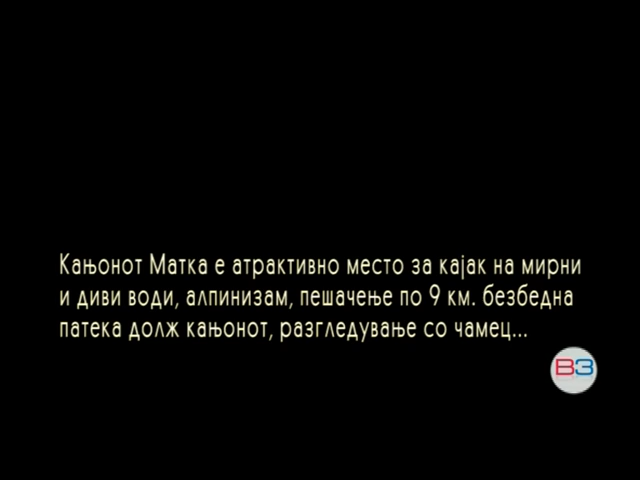 Кањонот Матка е атрактивно место за кајак на мирни
и диви води, алпинизам, пешачење по 9 км. безбедна
патека долж кањонот, разгледување со чамец...
В3